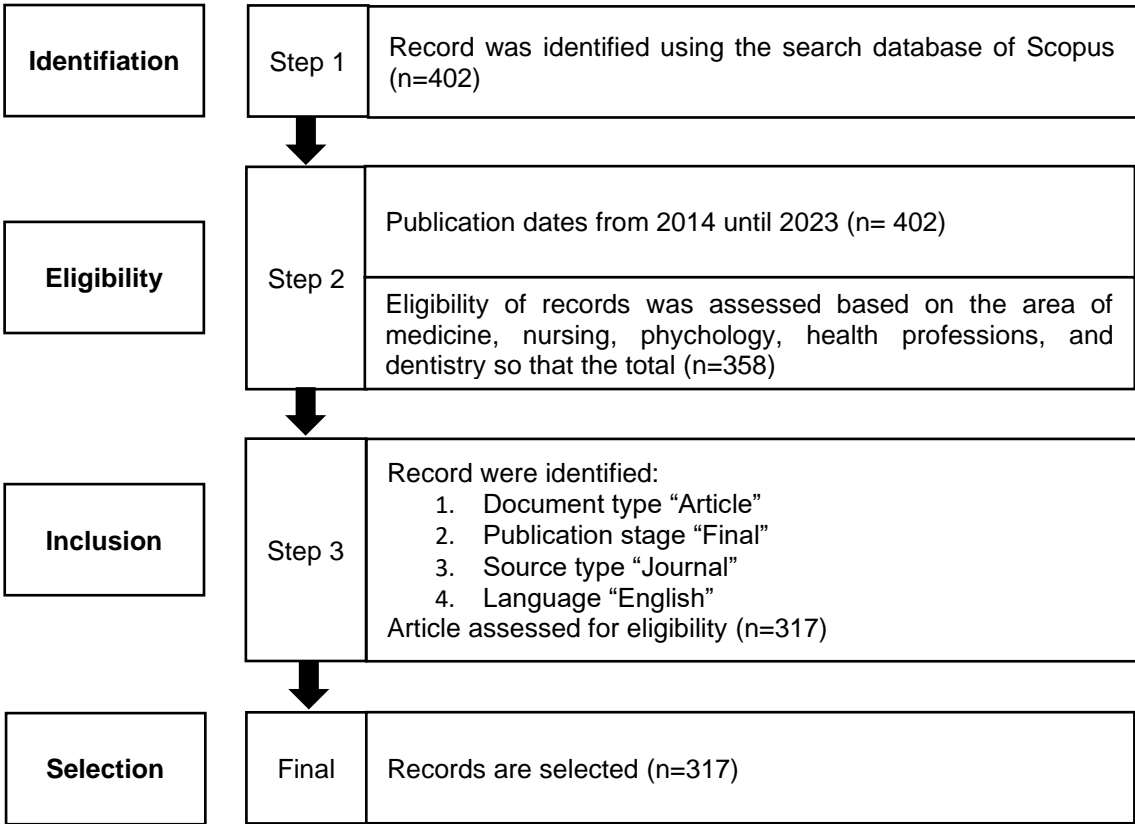 Identifiation
Step 1
Record was identified using the search database of Scopus
(n=402)
Eligibility
Step 2
Publication dates from 2014 until 2023 (n= 402)
Eligibility of records was assessed based on the area of
medicine, nursing, phychology, health professions, and
dentistry so that the total (n=358)
Inclusion
Step 3
Record were identified:
1. Document type “Article”
2. Publication stage “Final”
3. Source type “Journal”
4. Language “English”
Article assessed for eligibility (n=317)
Selection
Final
Records are selected (n=317)